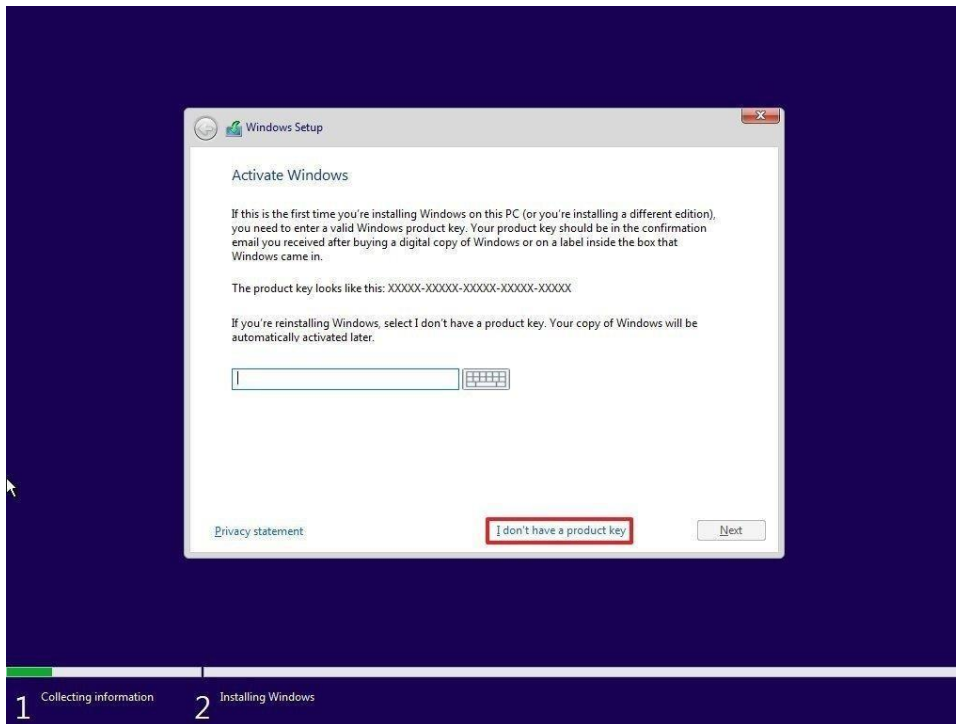 Windows Setup
Activate Windows
If this is the first time you're installing Windows on this PC (or you're installing a different edition),
you need to enter a valid Windows product key. Your product key should be in the confirmation
email you received after buying a digital copy of Windows or on a label inside the box that
Windows came in.
The product key looks like this: XXXXX-XXXXX-XXXXX-XXXXX-XXXXX
If you're reinstalling Windows, select I don't have a product key. Your copy of Windows will be
automatically activated later.
Privacy statement
I don't have a product key
Next
1 Collecting information
2 Installing Windows